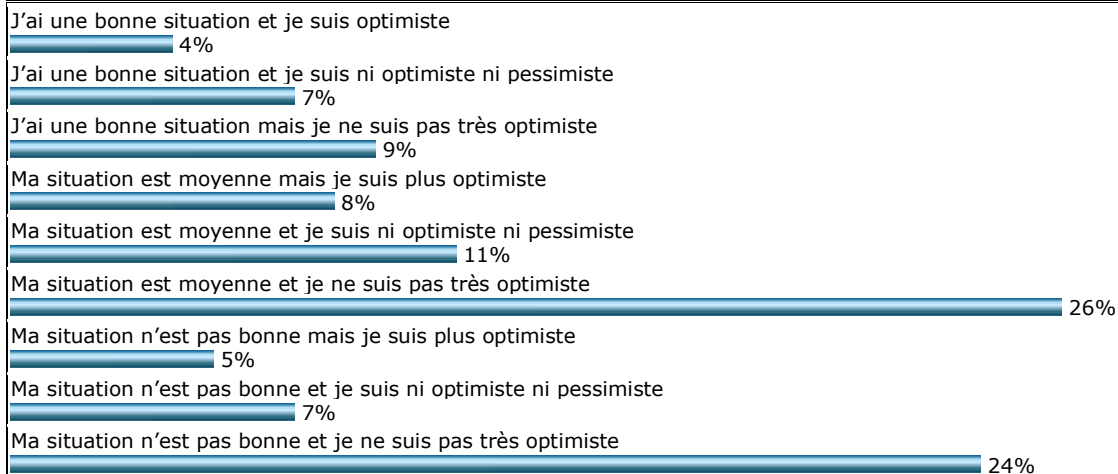 J’ai une bonne situation et je suis optimiste
4%
J’ai une bonne situation et je suis ni optimiste ni pessimiste
7%
J’ai une bonne situation mais je ne suis pas très optimiste
9%
Ma situation est moyenne mais je suis plus optimiste
8%
Ma situation est moyenne et je suis ni optimiste ni pessimiste
11%
Ma situation est moyenne et je ne suis pas très optimiste
26%
Ma situation n’est pas bonne mais je suis plus optimiste
5%
Ma situation n’est pas bonne et je suis ni optimiste ni pessimiste
7%
Ma situation n’est pas bonne et je ne suis pas très optimiste
24%